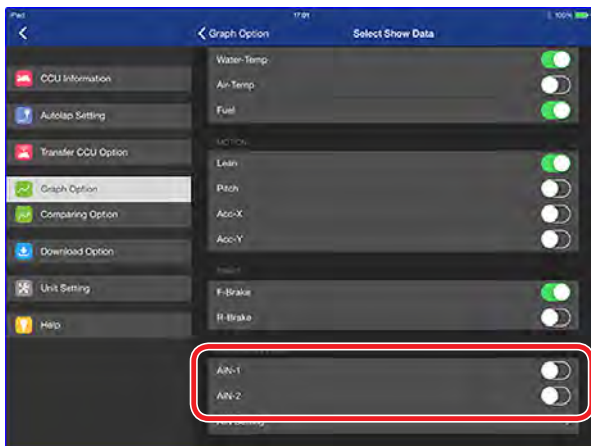 iPad 17:01 100%
Graph Option Select Show Data
Water-Temp
CCU Information
Air-Temp
Autolap Setting
Fuel
Transfer CCU Option
MOTION
Lean
Graph Option
Pitch
Comparing Option
Acc-X
Acc-Y
Download Option
Unit Setting
F-Brake
Help
R-Brake
AIN-1
AIN-2